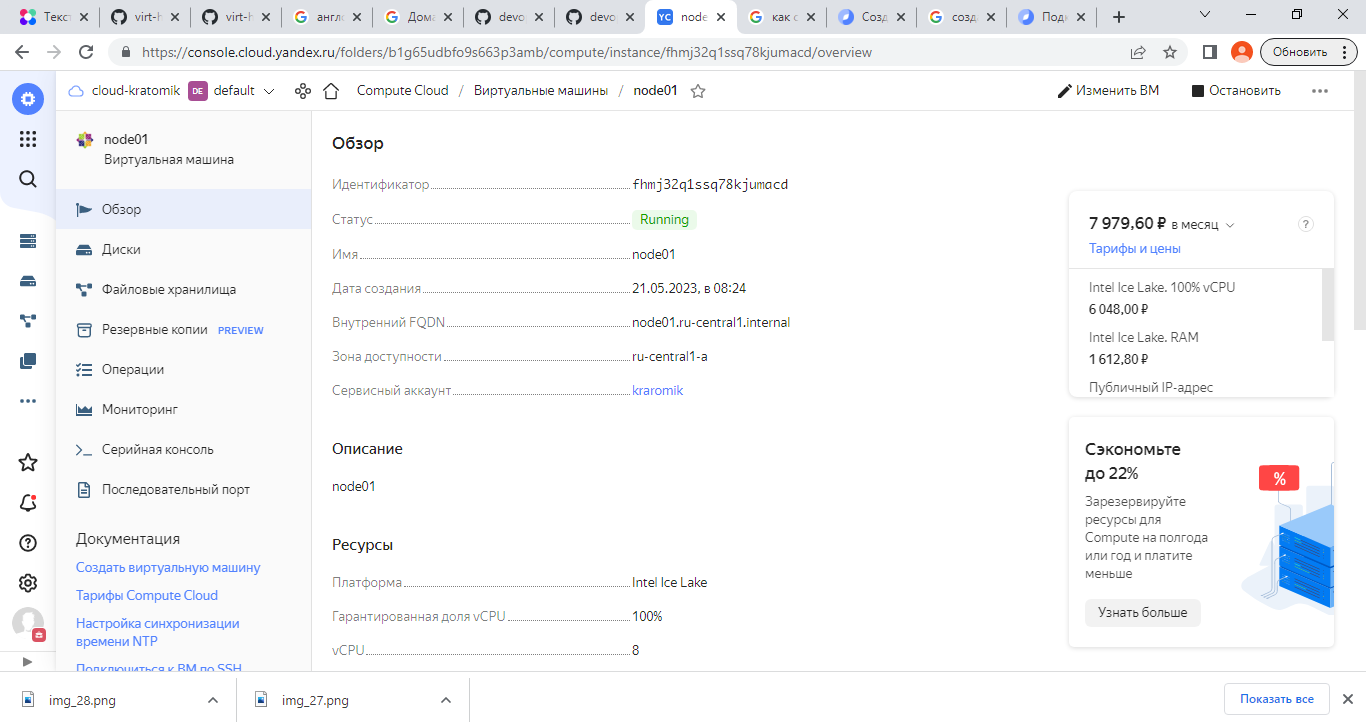 Текст
virt-h
virt-h
англо
Дома
devo
devo
node
как с
Созд
созд
Подк
https://console.cloud.yandex.ru/folders/b1g65udbfo9s663p3amb/compute/instance/fhmj32q1ssq78kjumacd/overview
Обновить
cloud-kratomik DE default Compute Cloud / Виртуальные машины / node01
Изменить ВМ
Остановить
node01
Виртуальная машина
Обзор
Диски
Файловые хранилища
Резервные копии PREVIEW
Операции
Мониторинг
Серийная консоль
Последовательный порт
Документация
Создать виртуальную машину
Тарифы Compute Cloud
Настройка синхронизации
времени NTP
Подключиться к ВМ по SSH
Обзор
Идентификатор fhmj32q1ssq78kjumacd
Статус Running
Имя node01
Дата создания 21.05.2023, в 08:24
Внутренний FQDN node01.ru-central1.internal
Зона доступности ru-central1-a
Сервисный аккаунт kraromik
Описание
node01
Ресурсы
Платформа Intel Ice Lake
Гарантированная доля vCPU 100%
vCPU 8
7 979,60 ₽ в месяц ?
Тарифы и цены
Intel Ice Lake. 100% vCPU
6 048,00 ₽
Intel Ice Lake. RAM
1 612,80 ₽
Публичный IP-адрес
Сэкономьте
до 22%
%
Зарезервируйте
ресурсы для
Compute на полгода
или год и платите
меньше
Узнать больше
img_28.png
img_27.png
Показать все